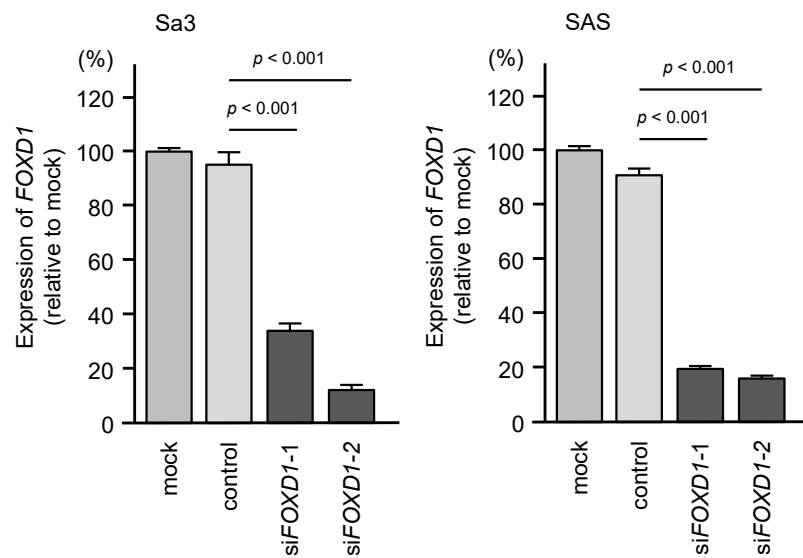 Sa3
(%)
p < 0.001
p < 0.001
120
100
80
60
40
20
0
Expression of FOXD1
(relative to mock)
mock
control
siFOXD1-1
siFOXD1-2
SAS
(%)
p < 0.001
p < 0.001
120
100
80
60
40
20
0
Expression of FOXD1
(relative to mock)
mock
control
siFOXD1-1
siFOXD1-2